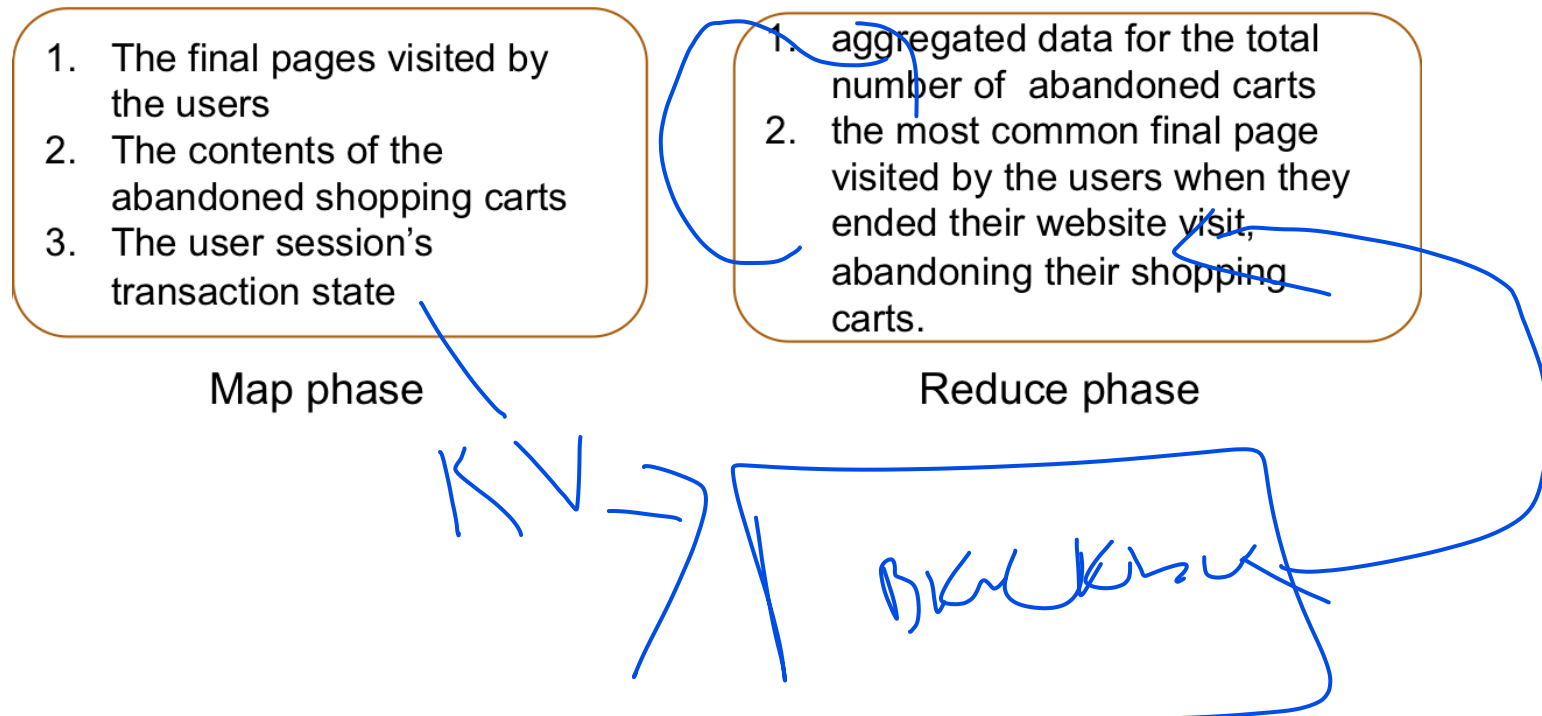 1. The final pages visited by
the users
2. The contents of the
abandoned shopping carts
3. The user session's
transaction state
Map phase
1. aggregated data for the total
number of abandoned carts
2. the most common final page
visited by the users when they
ended their website visit,
abandoning their shopping
carts.
Reduce phase
KV